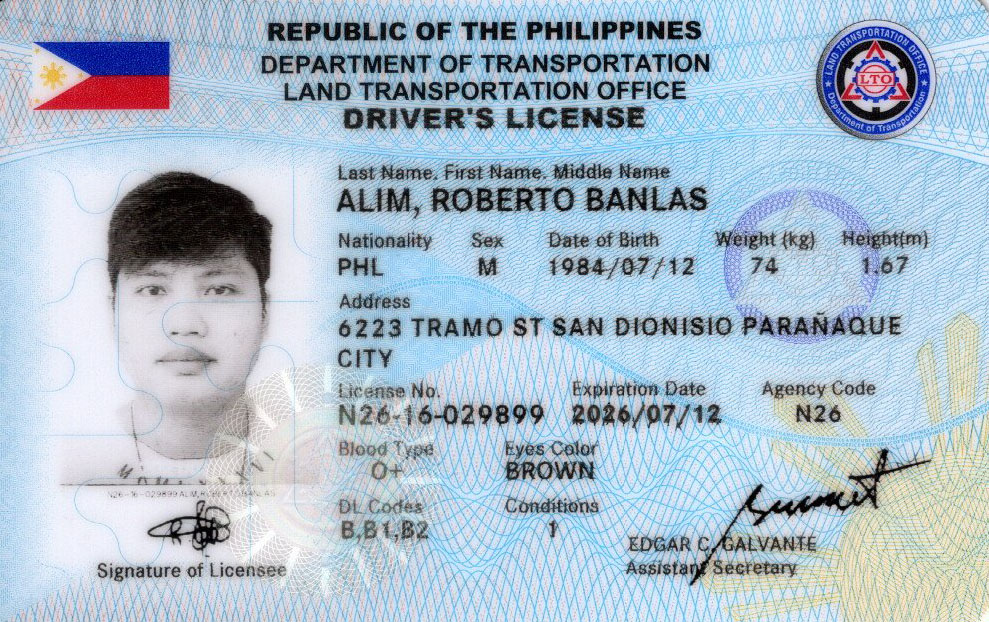 REPUBLIC OF THE PHILIPPINES
DEPARTMENT OF TRANSPORTATION
LAND TRANSPORTATION OFFICE
DRIVER'S LICENSE
LAND TRANSPORTATION OFFICE
LTO
Department of Transportation
Last Name, First Name, Middle Name
ALIM, ROBERTO BANLAS
Nationality Sex Date of Birth Weight (kg) Height(m)
PHL M 1984/07/12 74 1.67
Address
6223 TRAMO ST SAN DIONISIO PARAÑAQUE
CITY
License No. Expiration Date Agency Code
N26-16-029899 2026/07/12 N26
Blood Type Eyes Color
O+ BROWN
DL Codes Conditions
B,B1,B2 1
N26-16-029899 ALIM, ROBERTO BANLAS
EDGAR C. GALVANTE
Assistant Secretary
Signature of Licensee